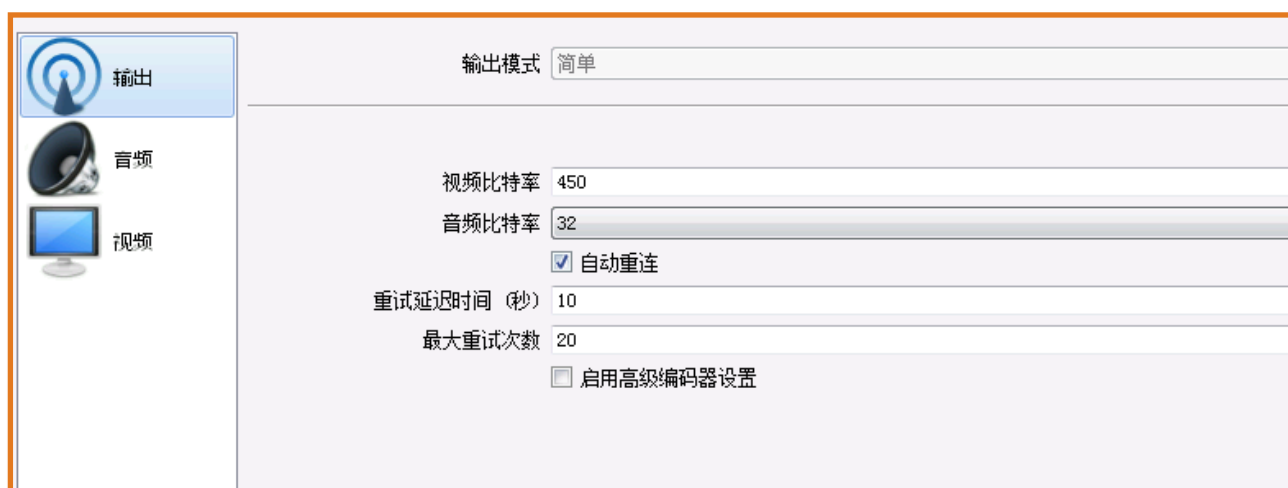 输出
音频
视频
输出模式 简单
视频比特率 450
音频比特率 32
自动重连
重试延迟时间（秒） 10
最大重试次数 20
启用高级编码器设置